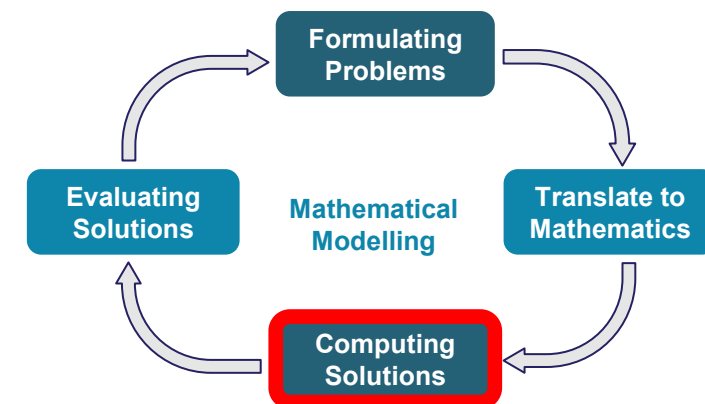 Formulating
Problems
Evaluating
Solutions
Mathematical
Modelling
Translate to
Mathematics
Computing
Solutions